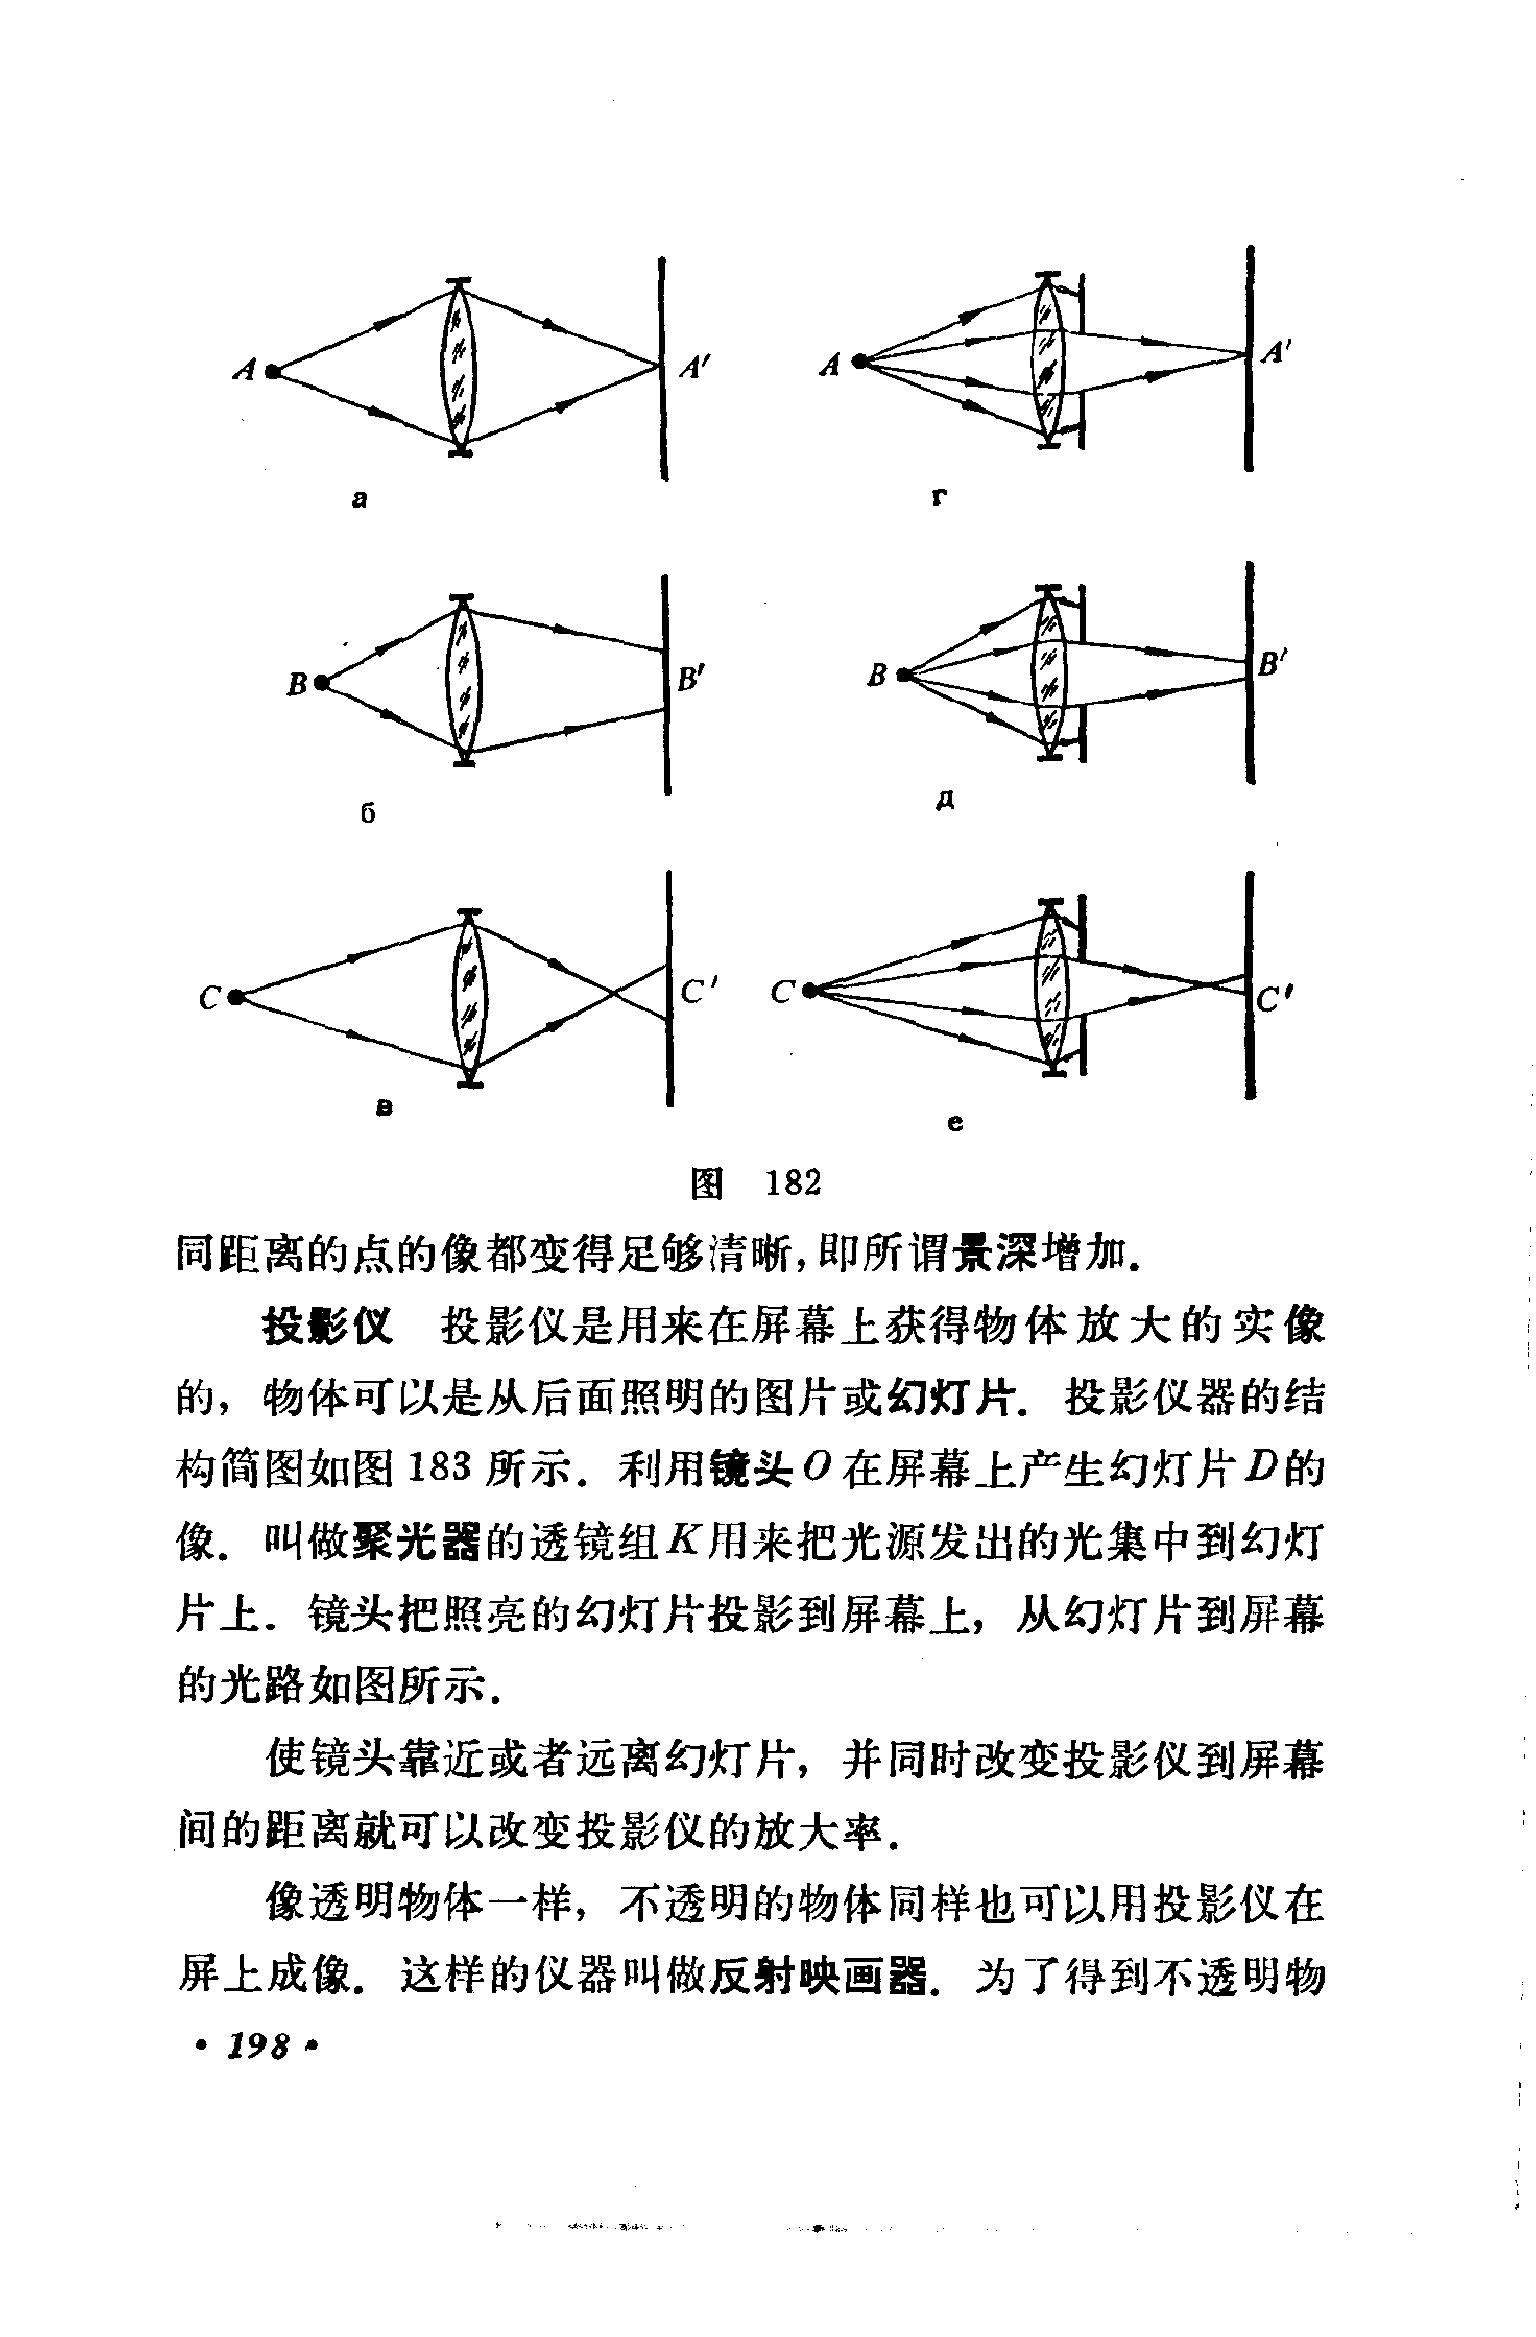 A A′ A A′
а г
B B′ B B′
б д
C C′ C C′
в е
图 182
同距离的点的像都变得足够清晰,即所谓景深增加.
投影仪 投影仪是用来在屏幕上获得物体放大的实像
的，物体可以是从后面照明的图片或幻灯片．投影仪器的结
构简图如图 183 所示．利用镜头O在屏幕上产生幻灯片D的
像．叫做聚光器的透镜组K用来把光源发出的光集中到幻灯
片上．镜头把照亮的幻灯片投影到屏幕上，从幻灯片到屏幕
的光路如图所示．
使镜头靠近或者远离幻灯片，并同时改变投影仪到屏幕
间的距离就可以改变投影仪的放大率．
像透明物体一样，不透明的物体同样也可以用投影仪在
屏上成像．这样的仪器叫做反射映画器．为了得到不透明物
• 198 •